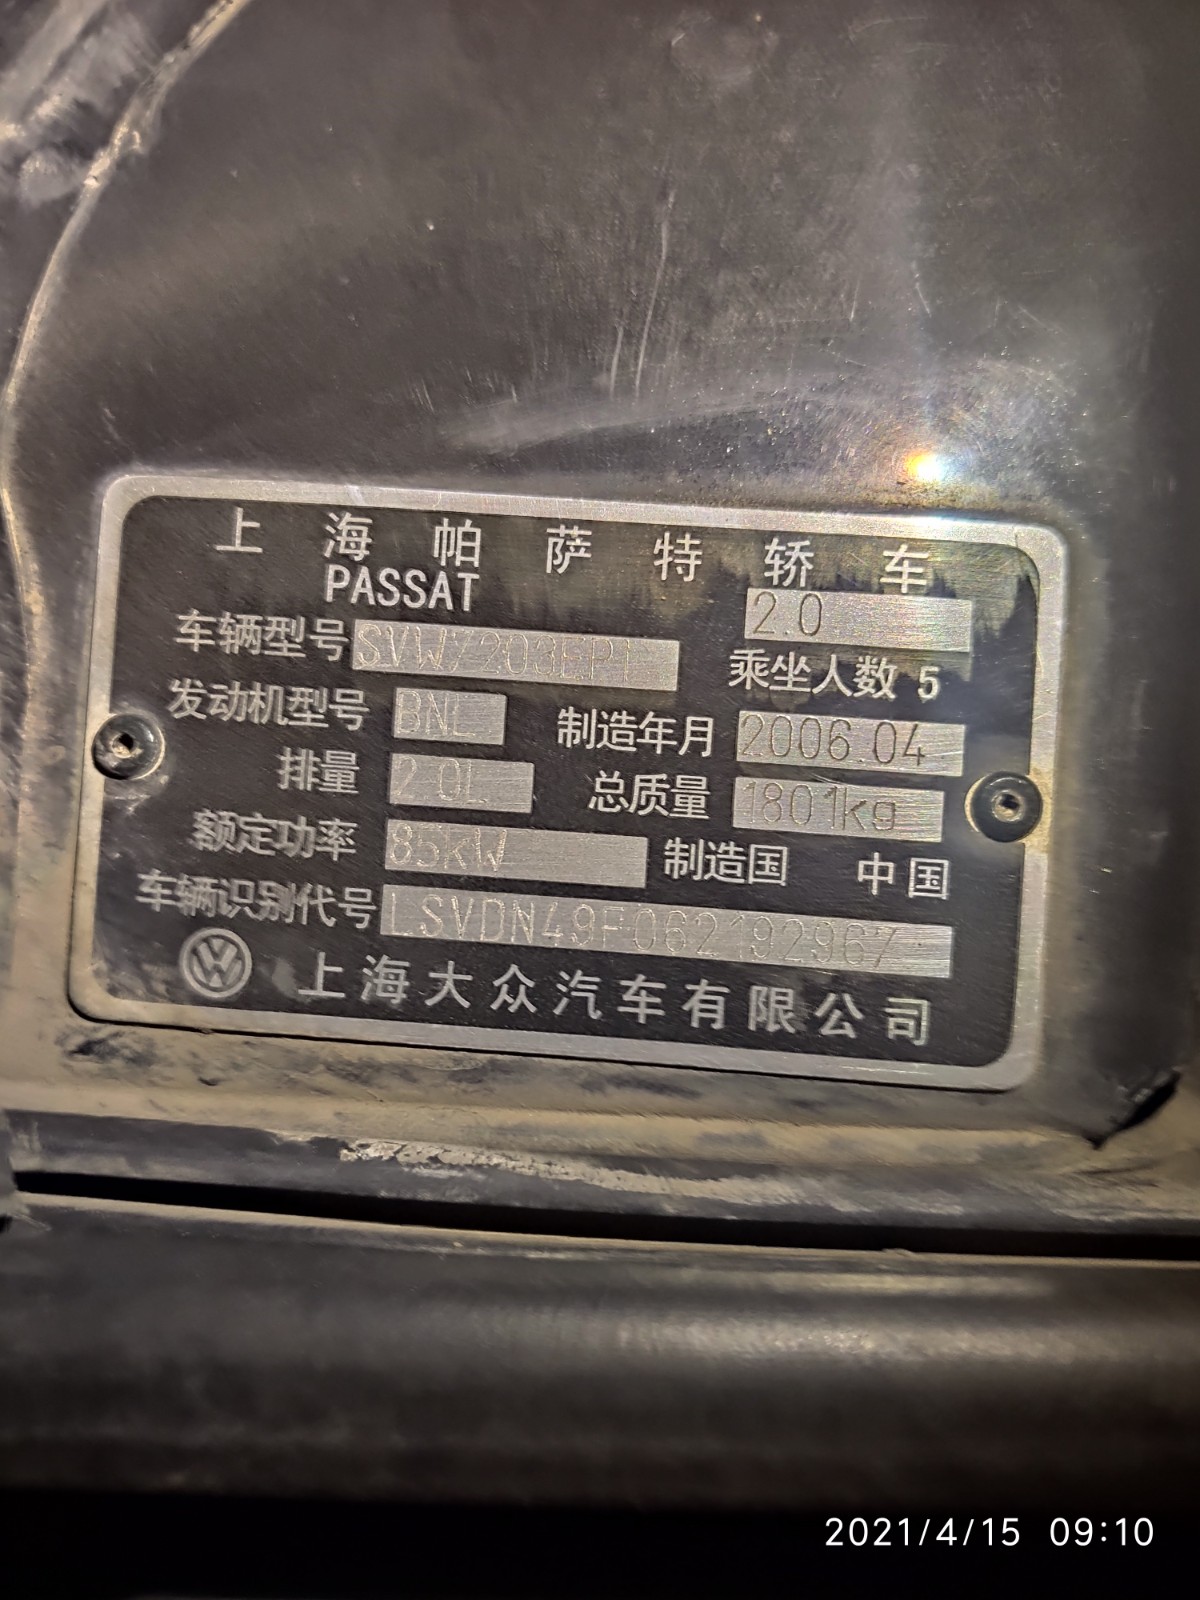 上海帕萨特轿车
PASSAT 2.0
车辆型号 SVW7203EPI 乘坐人数 5
发动机型号 BNL 制造年月 2006.04
排量 2.0L 总质量 1801kg
额定功率 85kW 制造国 中国
车辆识别代号 LSVDN49F062192967
上海大众汽车有限公司
2021/4/15 09:10